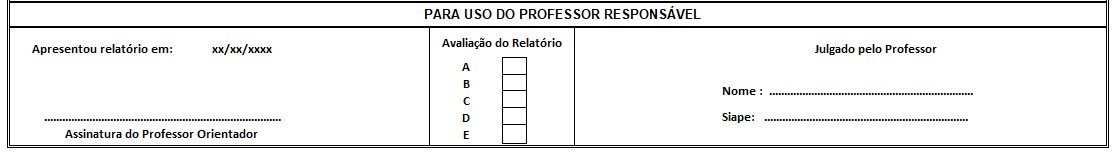 PARA USO DO PROFESSOR RESPONSÁVEL
Apresentou relatório em: xx/xx/xxxx
..............................................................................
Assinatura do Professor Orientador
Avaliação do Relatório
A
B
C
D
E
Julgado pelo Professor
Nome : ....................................................................
Siape: ....................................................................